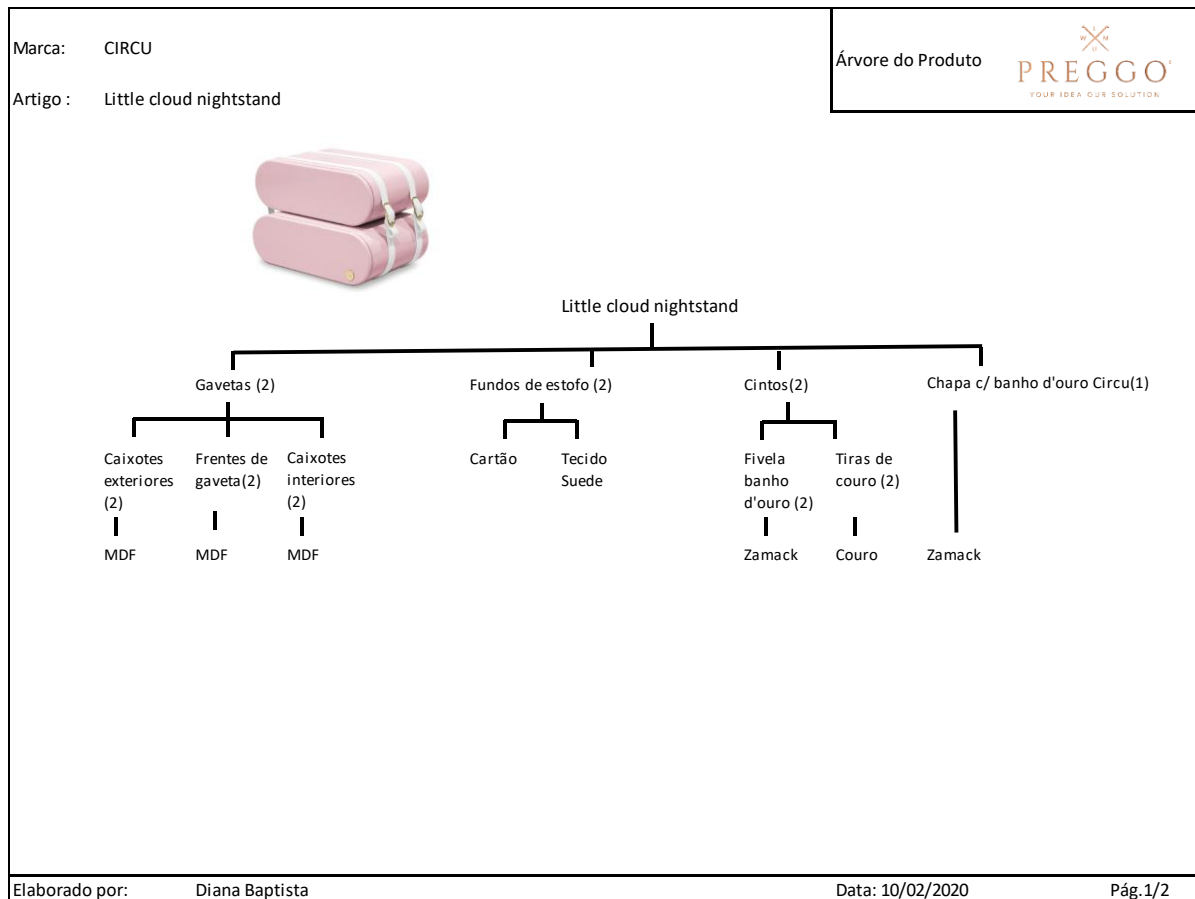 Marca: CIRCU
Árvore do Produto
W L M U
PREGGO
YOUR IDEA OUR SOLUTION
Artigo : Little cloud nightstand
Little cloud nightstand
Gavetas (2)
Fundos de estofo (2)
Cintos(2)
Chapa c/ banho d'ouro Circu(1)
Caixotes
exteriores
(2)
Frentes de
gaveta(2)
Caixotes
interiores
(2)
Cartão
Tecido
Suede
Fivela
banho
d'ouro (2)
Tiras de
couro (2)
MDF
MDF
MDF
Zamack
Couro
Zamack
Elaborado por: Diana Baptista Data: 10/02/2020 Pág.1/2